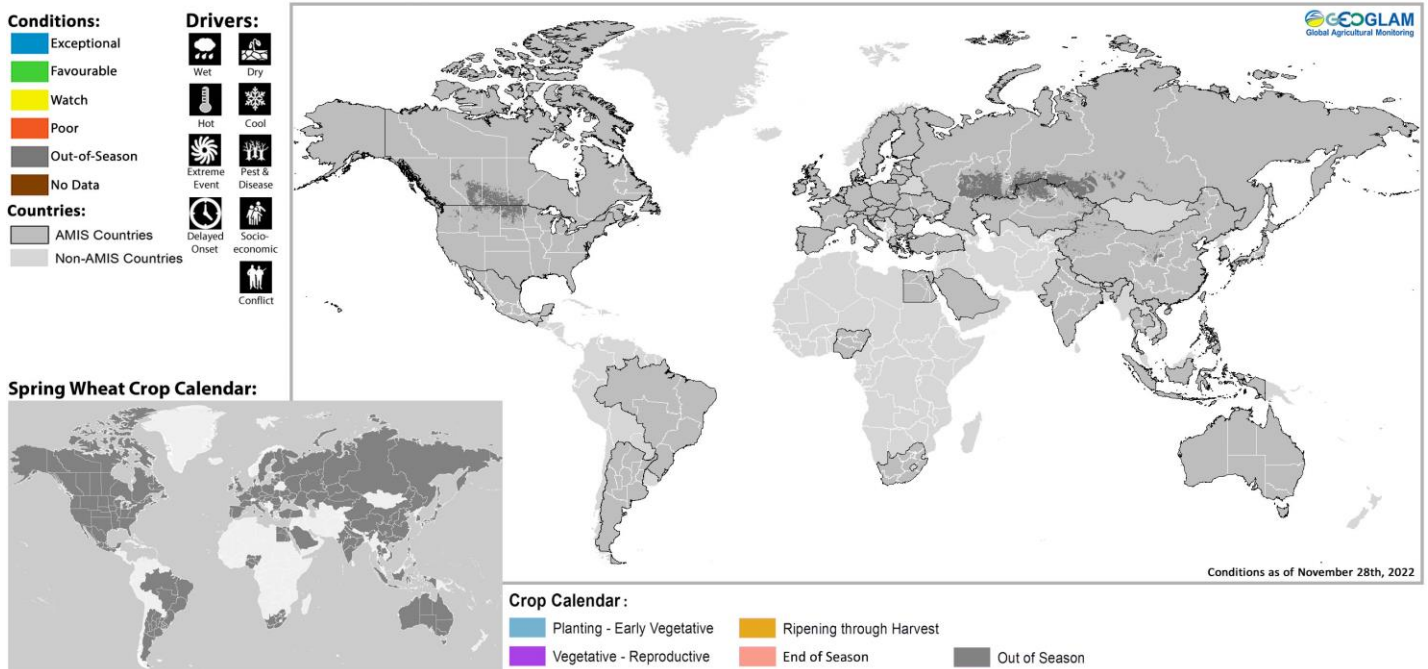 Conditions:
Exceptional
Favourable
Watch
Poor
Out-of-Season
No Data
Countries:
AMIS Countries
Non-AMIS Countries
Drivers:
Wet
Dry
Hot
Cool
Extreme
Event
Pest &
Disease
Delayed
Onset
Socio-
economic
Conflict
GEOGLAM
Global Agricultural Monitoring
Conditions as of November 28th, 2022
Spring Wheat Crop Calendar:
Crop Calendar :
Planting - Early Vegetative
Vegetative - Reproductive
Ripening through Harvest
End of Season
Out of Season